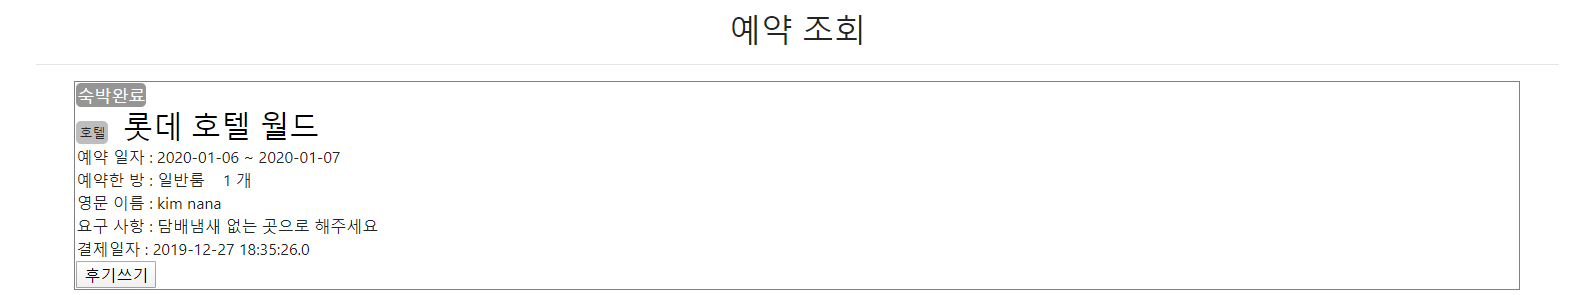 예약 조회
숙박완료
호텔 롯데 호텔 월드
예약 일자 : 2020-01-06 ~ 2020-01-07
예약한 방 : 일반룸 1 개
영문 이름 : kim nana
요구 사항 : 담배냄새 없는 곳으로 해주세요
결제일자 : 2019-12-27 18:35:26.0
후기쓰기